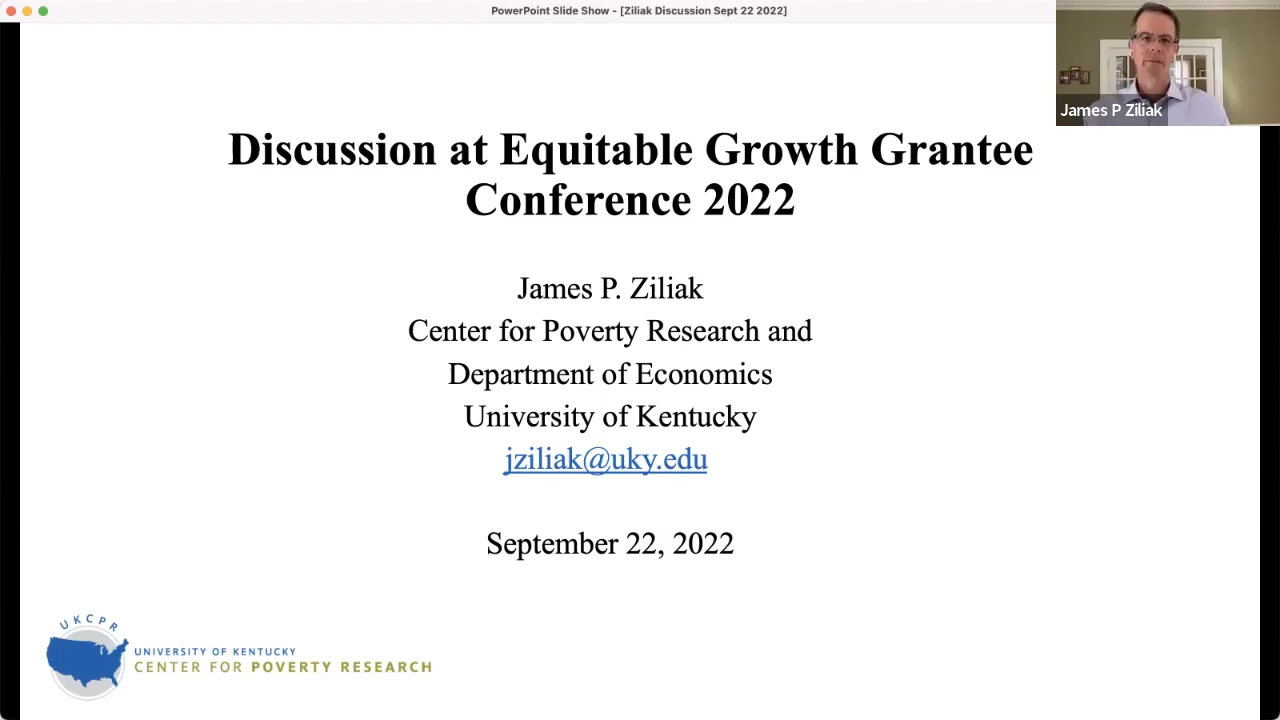 PowerPoint Slide Show - [Ziliak Discussion Sept 22 2022]
James P Ziliak
Discussion at Equitable Growth Grantee
Conference 2022
James P. Ziliak
Center for Poverty Research and
Department of Economics
University of Kentucky
jziliak@uky.edu
September 22, 2022
UKCPR
UNIVERSITY OF KENTUCKY
CENTER FOR POVERTY RESEARCH